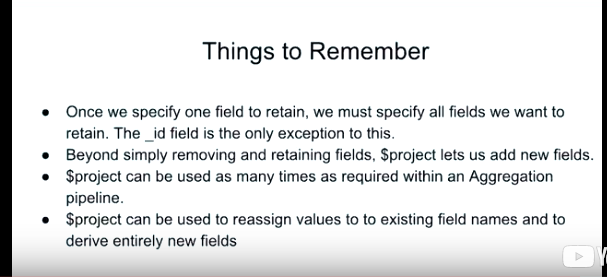 Things to Remember
● Once we specify one field to retain, we must specify all fields we want to
retain. The _id field is the only exception to this.
● Beyond simply removing and retaining fields, $project lets us add new fields.
● $project can be used as many times as required within an Aggregation
pipeline.
● $project can be used to reassign values to to existing field names and to
derive entirely new fields